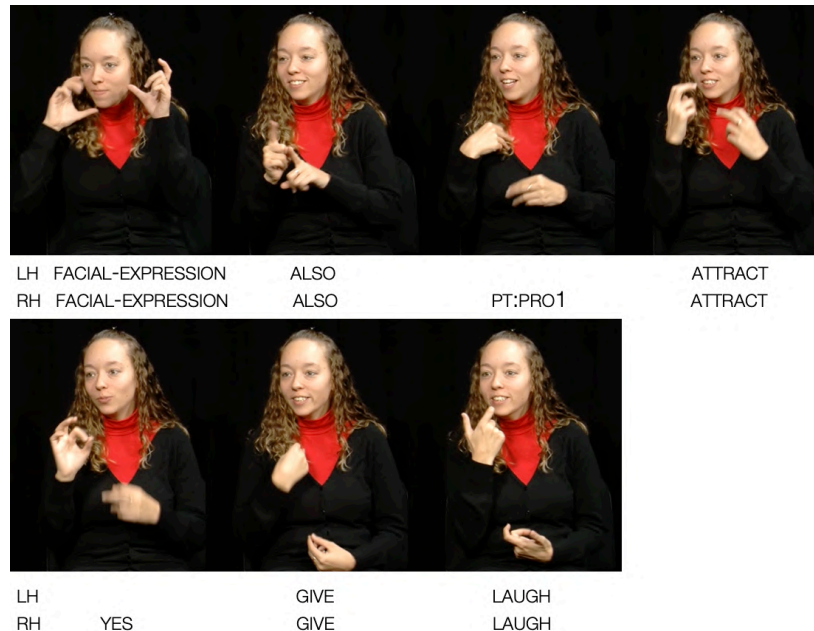 LH FACIAL-EXPRESSION ALSO ATTRACT
RH FACIAL-EXPRESSION ALSO PT:PRO1 ATTRACT
LH GIVE LAUGH
RH YES GIVE LAUGH